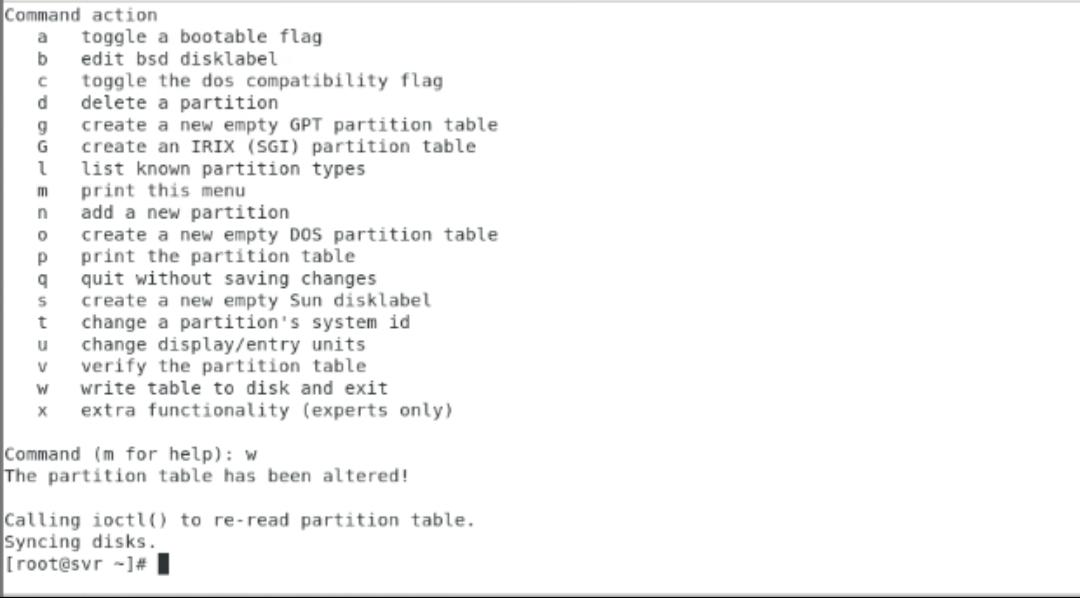 Command action
a toggle a bootable flag
b edit bsd disklabel
c toggle the dos compatibility flag
d delete a partition
g create a new empty GPT partition table
G create an IRIX (SGI) partition table
l list known partition types
m print this menu
n add a new partition
o create a new empty DOS partition table
p print the partition table
q quit without saving changes
s create a new empty Sun disklabel
t change a partition's system id
u change display/entry units
v verify the partition table
w write table to disk and exit
x extra functionality (experts only)
Command (m for help): w
The partition table has been altered!
Calling ioctl() to re-read partition table.
Syncing disks.
[root@svr ~]#